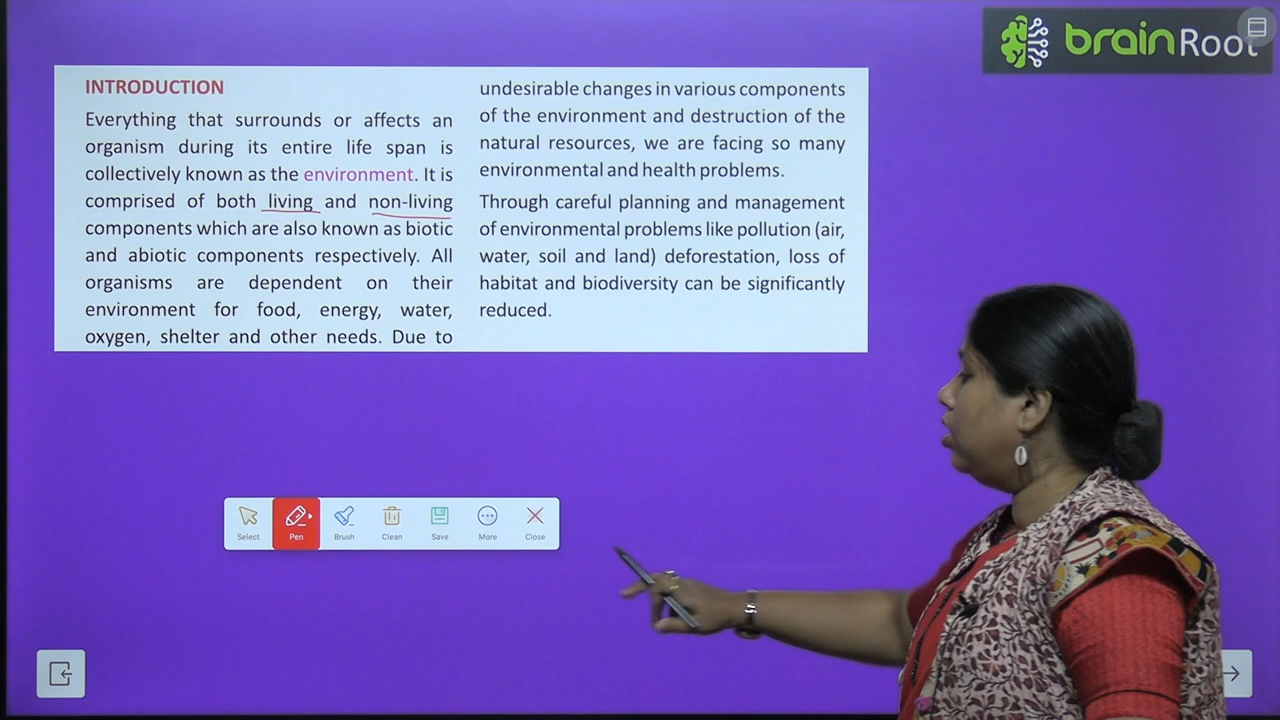 brainRoot
INTRODUCTION
Everything that surrounds or affects an
organism during its entire life span is
collectively known as the environment. It is
comprised of both living and non-living
components which are also known as biotic
and abiotic components respectively. All
organisms are dependent on their
environment for food, energy, water,
oxygen, shelter and other needs. Due to
undesirable changes in various components
of the environment and destruction of the
natural resources, we are facing so many
environmental and health problems.
Through careful planning and management
of environmental problems like pollution (air,
water, soil and land) deforestation, loss of
habitat and biodiversity can be significantly
reduced.
Select Pen Brush Clean Save More Close